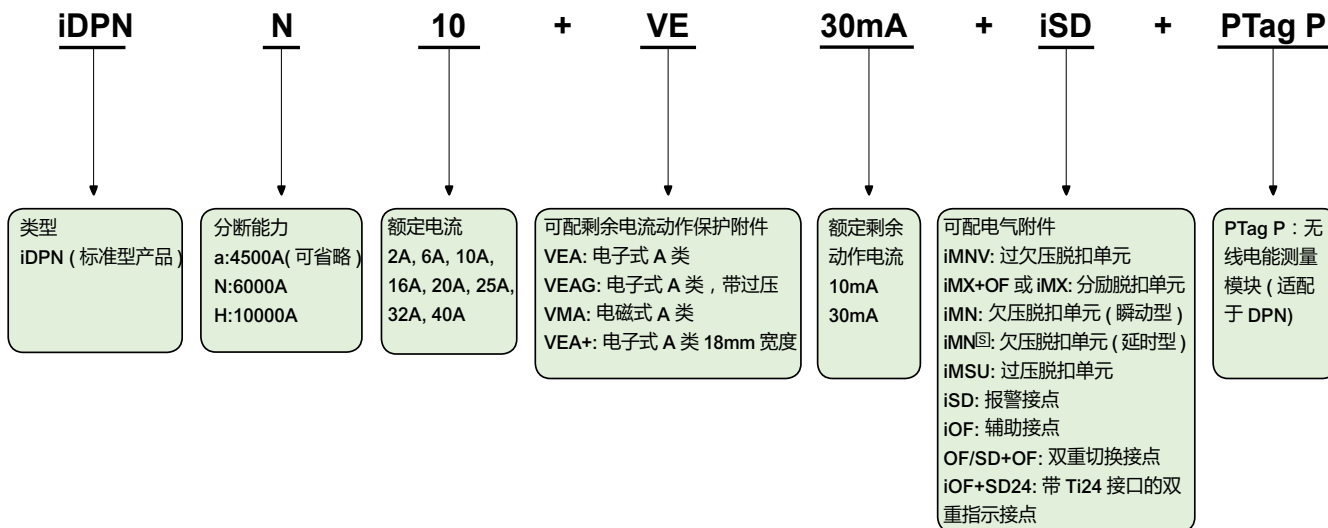 iDPN N 10 + VE 30mA + iSD + PTag P
类型
iDPN ( 标准型产品 )
分断能力
a:4500A( 可省略 )
N:6000A
H:10000A
额定电流
2A, 6A, 10A,
16A, 20A, 25A,
32A, 40A
可配剩余电流动作保护附件
VEA: 电子式 A 类
VEAG: 电子式 A 类，带过压
VMA: 电磁式 A 类
VEA+: 电子式 A 类 18mm 宽度
额定剩余
动作电流
10mA
30mA
可配电气附件
iMNV: 过欠压脱扣单元
iMX+OF 或 iMX: 分励脱扣单元
iMN: 欠压脱扣单元 ( 瞬动型 )
iMN🅂: 欠压脱扣单元 ( 延时型 )
iMSU: 过压脱扣单元
iSD: 报警接点
iOF: 辅助接点
OF/SD+OF: 双重切换接点
iOF+SD24: 带 Ti24 接口的双
重指示接点
PTag P：无
线电能测量
模块 ( 适配
于 DPN)